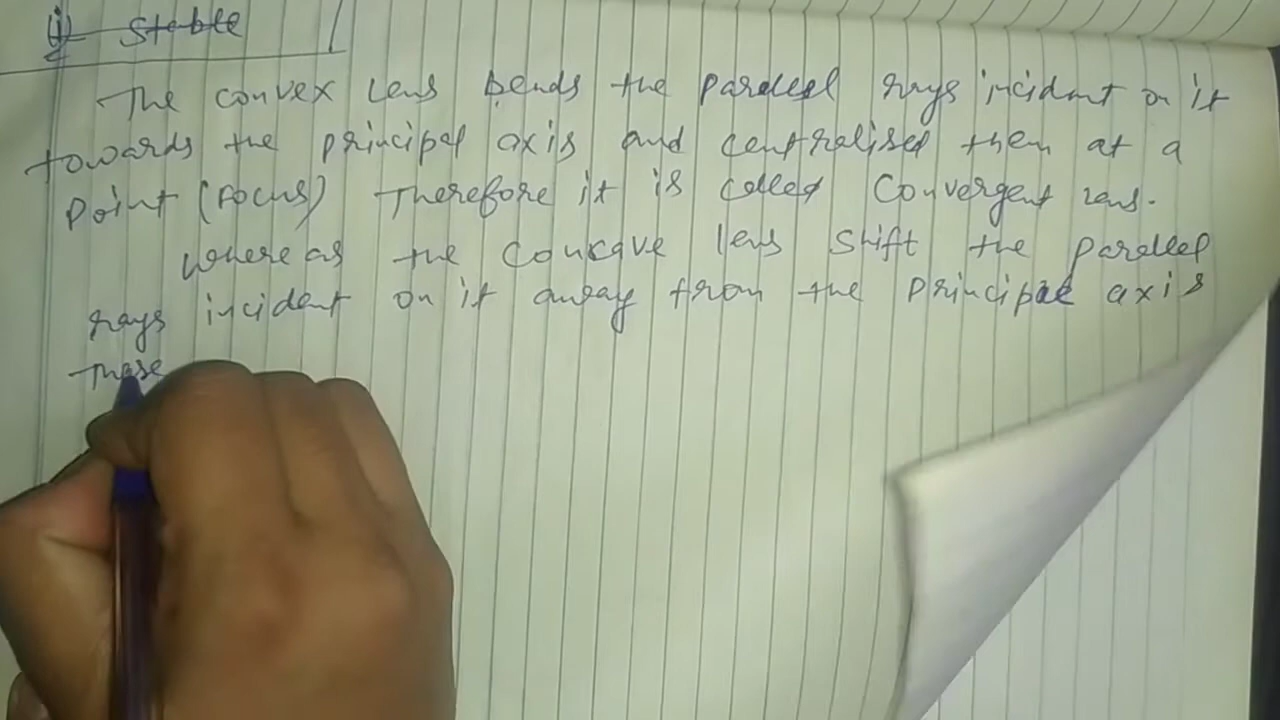 (i) Stable
The convex lens bends the parallel rays incident on it
towards the principal axis and centralised them at a
Point (Focus) Therefore it is called Convergent lens.
Where as the Concave lens Shift the parallel
rays incident on it away from the principal axis
These